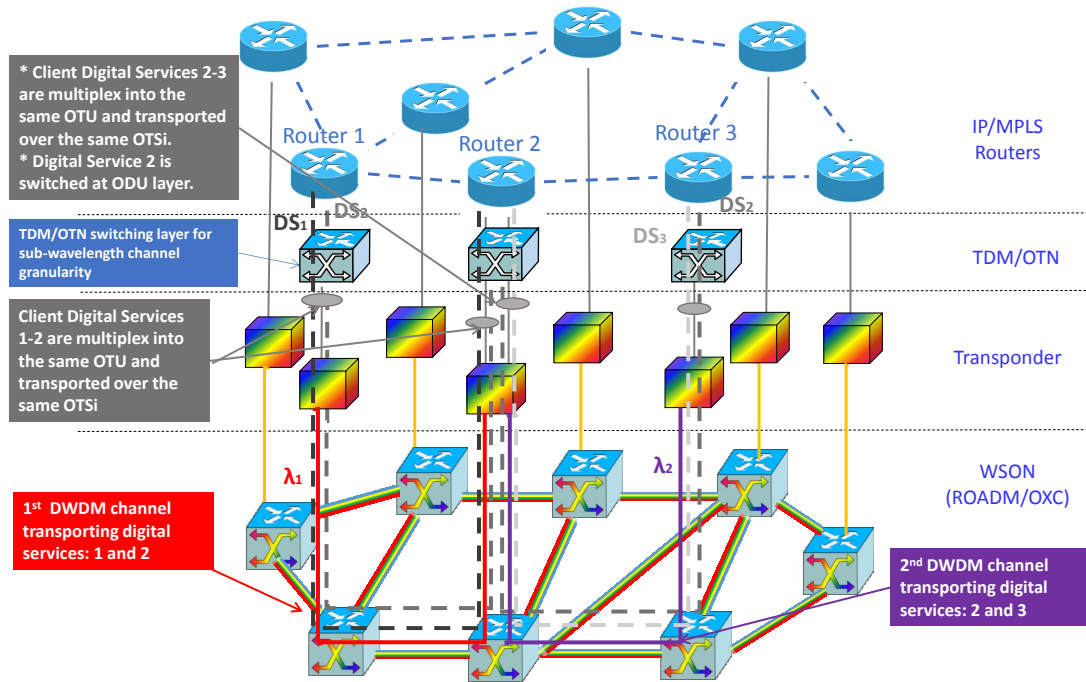 * Client Digital Services 2-3
are multiplex into the
same OTU and transported
over the same OTSi.
* Digital Service 2 is
switched at ODU layer.
Router 1
Router 2
Router 3
IP/MPLS
Routers
DS1
DS2
DS3
DS2
TDM/OTN switching layer for
sub-wavelength channel
granularity
TDM/OTN
Client Digital Services
1-2 are multiplex into
the same OTU and
transported over the
same OTSi
Transponder
λ1
λ2
WSON
(ROADM/OXC)
1st DWDM channel
transporting digital
services: 1 and 2
2nd DWDM channel
transporting digital
services: 2 and 3